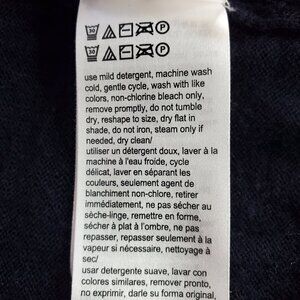 use mild detergent, machine wash
cold, gentle cycle, wash with like
colors, non-chlorine bleach only,
remove promptly, do not tumble
dry, reshape to size, dry flat in
shade, do not iron, steam only if
needed, dry clean/
utiliser un détergent doux, laver à la
machine à l'eau froide, cycle
délicat, laver en séparant les
couleurs, seulement agent de
blanchiment non chlore, retirer
immédiatement, ne pas sécher au
sèche-linge, remettre en forme,
sécher à plat à l'ombre, ne pas
repasser, repasser seulement à la
vapeur si nécessaire, nettoyage à
sec/
usar detergente suave, lavar con
colores similares, remover pronto,
no exprimir, darle su forma original,